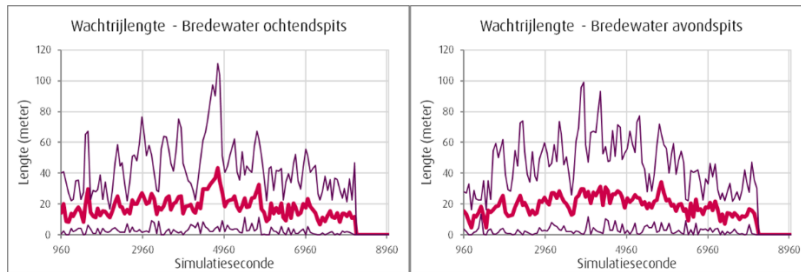 Wachtrijlengte - Bredewater ochtendspits
120
100
80
60
40
20
0
Lengte (meter)
960 2960 4960 6960 8960
Simulatieseconde
Wachtrijlengte - Bredewater avondspits
120
100
80
60
40
20
0
Lengte (meter)
960 2960 4960 6960 8960
Simulatieseconde